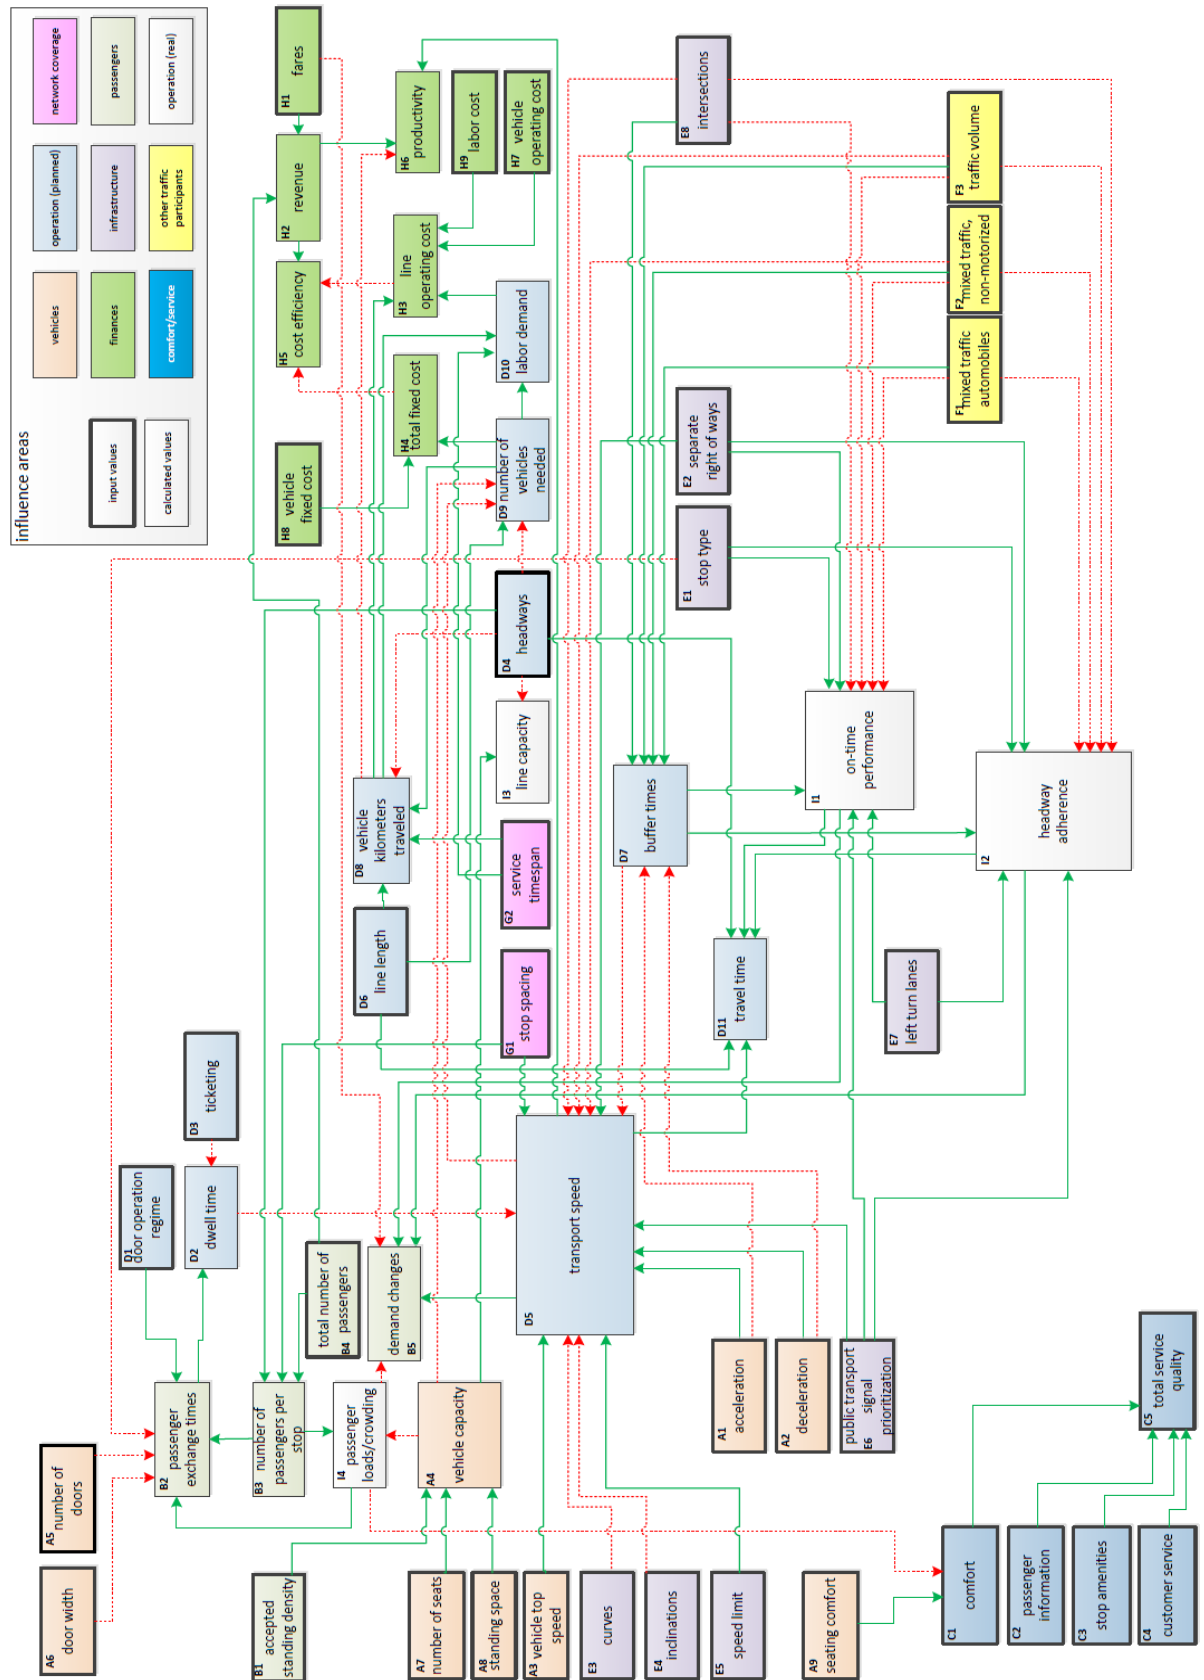 influence areas
input values
calculated values
vehicles
operation (planned)
network coverage
finances
infrastructure
passengers
comfort/service
other traffic
participants
operation (real)
A6
door width
A5
number of
doors
B2
passenger
exchange times
D1
door operation
regime
D2
dwell time
D3
ticketing
B1
accepted
standing density
B3
number of
passengers per
stop
I4
passenger
loads/crowding
total number of
passengers
B4
demand changes
B5
A7
number of seats
A8
standing space
A4
vehicle capacity
A3
vehicle top
speed
E3
curves
E4
inclinations
E5
speed limit
D5
transport speed
D6
line length
D8
vehicle
kilometers
traveled
G1
stop spacing
G2
service
timespan
I3
line capacity
D4
headways
D9
number of
vehicles
needed
D10
labor demand
H8
vehicle
fixed cost
H4
total fixed cost
H5
cost efficiency
H2
revenue
H1
fares
H3
line
operating cost
H6
productivity
H9
labor cost
H7
vehicle
operating cost
A1
acceleration
A2
deceleration
public transport
signal
prioritization
E6
D7
buffer times
D11
travel time
E1
stop type
E2
separate
right of ways
E8
intersections
E7
left turn lanes
on-time
performance
I1
headway
adherence
I2
F1
mixed traffic
automobiles
F2
mixed traffic,
non-motorized
F3
traffic volume
A9
seating comfort
C1
comfort
C2
passenger
information
C3
stop amenities
C4
customer service
C5
total service
quality